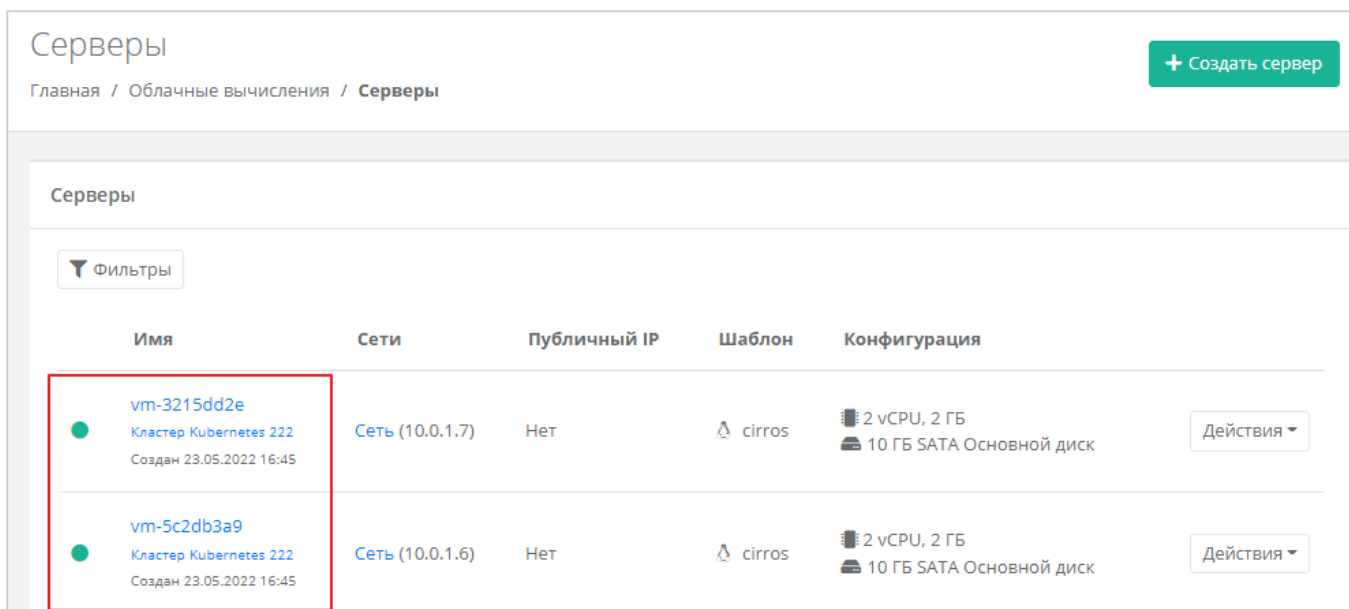 Серверы
+ Создать сервер
Главная / Облачные вычисления / Серверы
Серверы
Фильтры
Имя Сети Публичный IP Шаблон Конфигурация
vm-3215dd2e
Кластер Kubernetes 222
Создан 23.05.2022 16:45
Сеть (10.0.1.7) Нет cirros
2 vCPU, 2 ГБ
10 ГБ SATA Основной диск
Действия
vm-5c2db3a9
Кластер Kubernetes 222
Создан 23.05.2022 16:45
Сеть (10.0.1.6) Нет cirros
2 vCPU, 2 ГБ
10 ГБ SATA Основной диск
Действия